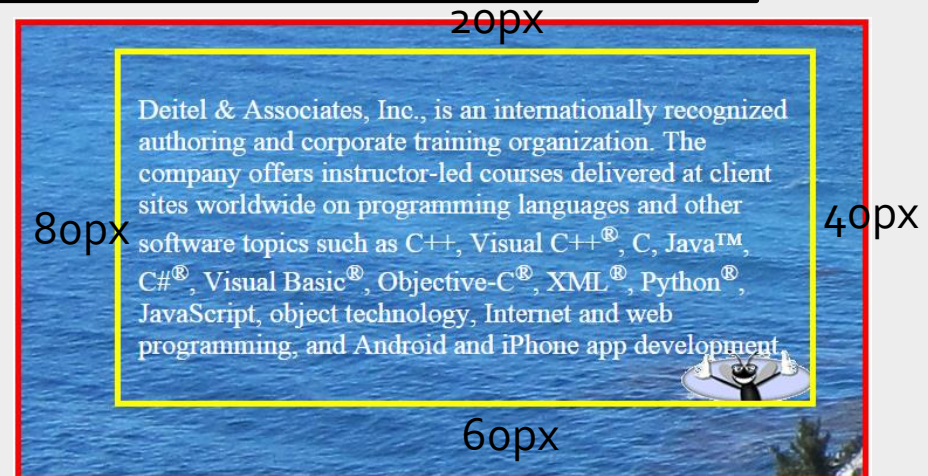 20px
Deitel & Associates, Inc., is an internationally recognized
authoring and corporate training organization. The
company offers instructor-led courses delivered at client
sites worldwide on programming languages and other
80px
40px
software topics such as C++, Visual C++®, C, Java™,
C#®, Visual Basic®, Objective-C®, XML®, Python®,
JavaScript, object technology, Internet and web
programming, and Android and iPhone app development.
60px